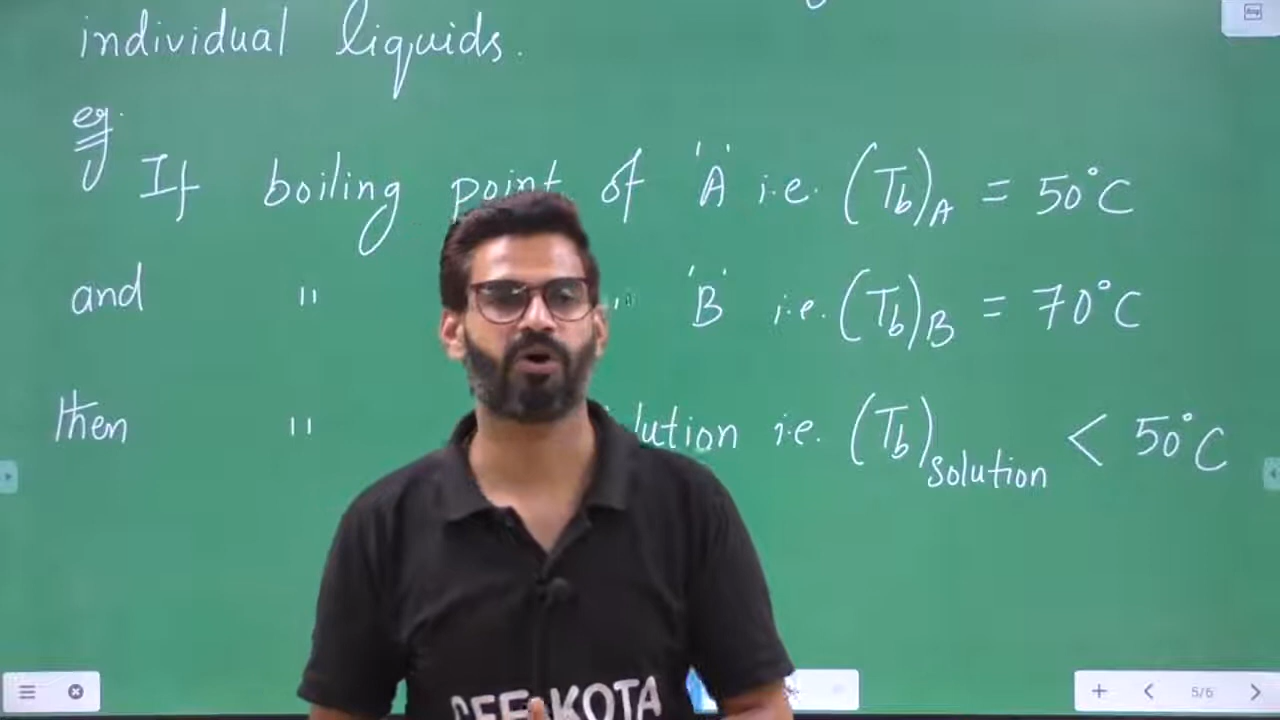 individual liquids.
eg.
If boiling point of 'A' i.e. (Tb)A = 50°C
and " " 'B' i.e. (Tb)B = 70°C
then " lution i.e. (Tb)solution < 50°C
KOTA
5/6